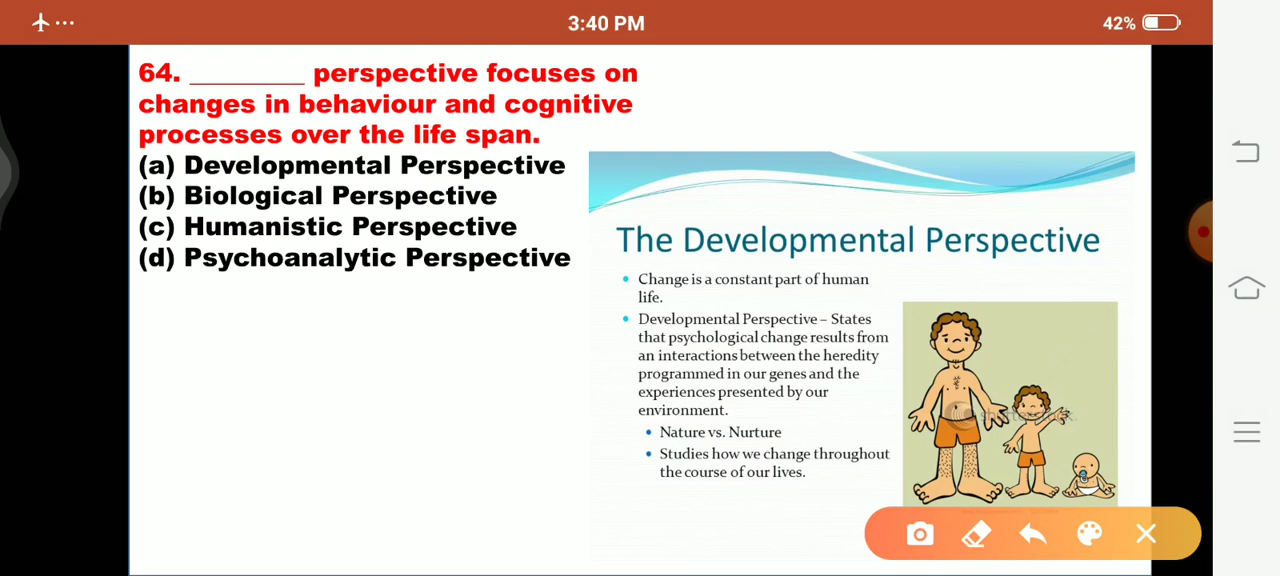 3:40 PM
42%
64. ________ perspective focuses on
changes in behaviour and cognitive
processes over the life span.
(a) Developmental Perspective
(b) Biological Perspective
(c) Humanistic Perspective
(d) Psychoanalytic Perspective
The Developmental Perspective
• Change is a constant part of human
life.
• Developmental Perspective – States
that psychological change results from
an interactions between the heredity
programmed in our genes and the
experiences presented by our
environment.
• Nature vs. Nurture
• Studies how we change throughout
the course of our lives.